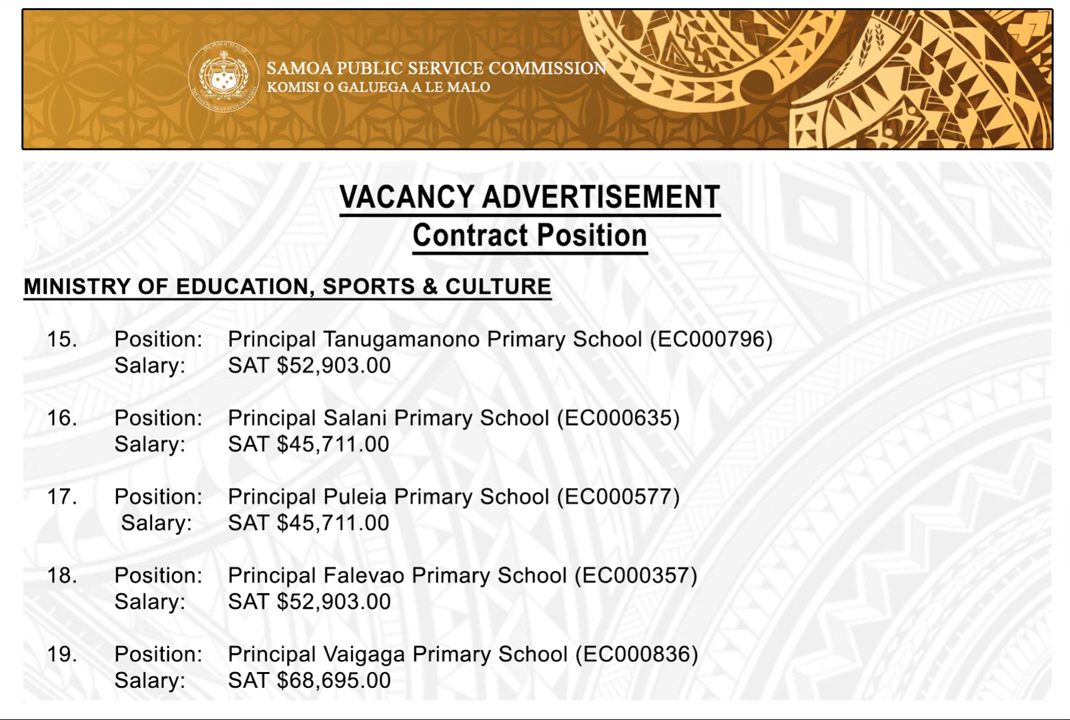 SAMOA PUBLIC SERVICE COMMISSION
KOMISI O GALUEGA A LE MALO
VACANCY ADVERTISEMENT
Contract Position
MINISTRY OF EDUCATION, SPORTS & CULTURE
15. Position: Principal Tanugamanono Primary School (EC000796)
Salary: SAT $52,903.00
16. Position: Principal Salani Primary School (EC000635)
Salary: SAT $45,711.00
17. Position: Principal Puleia Primary School (EC000577)
Salary: SAT $45,711.00
18. Position: Principal Falevao Primary School (EC000357)
Salary: SAT $52,903.00
19. Position: Principal Vaigaga Primary School (EC000836)
Salary: SAT $68,695.00